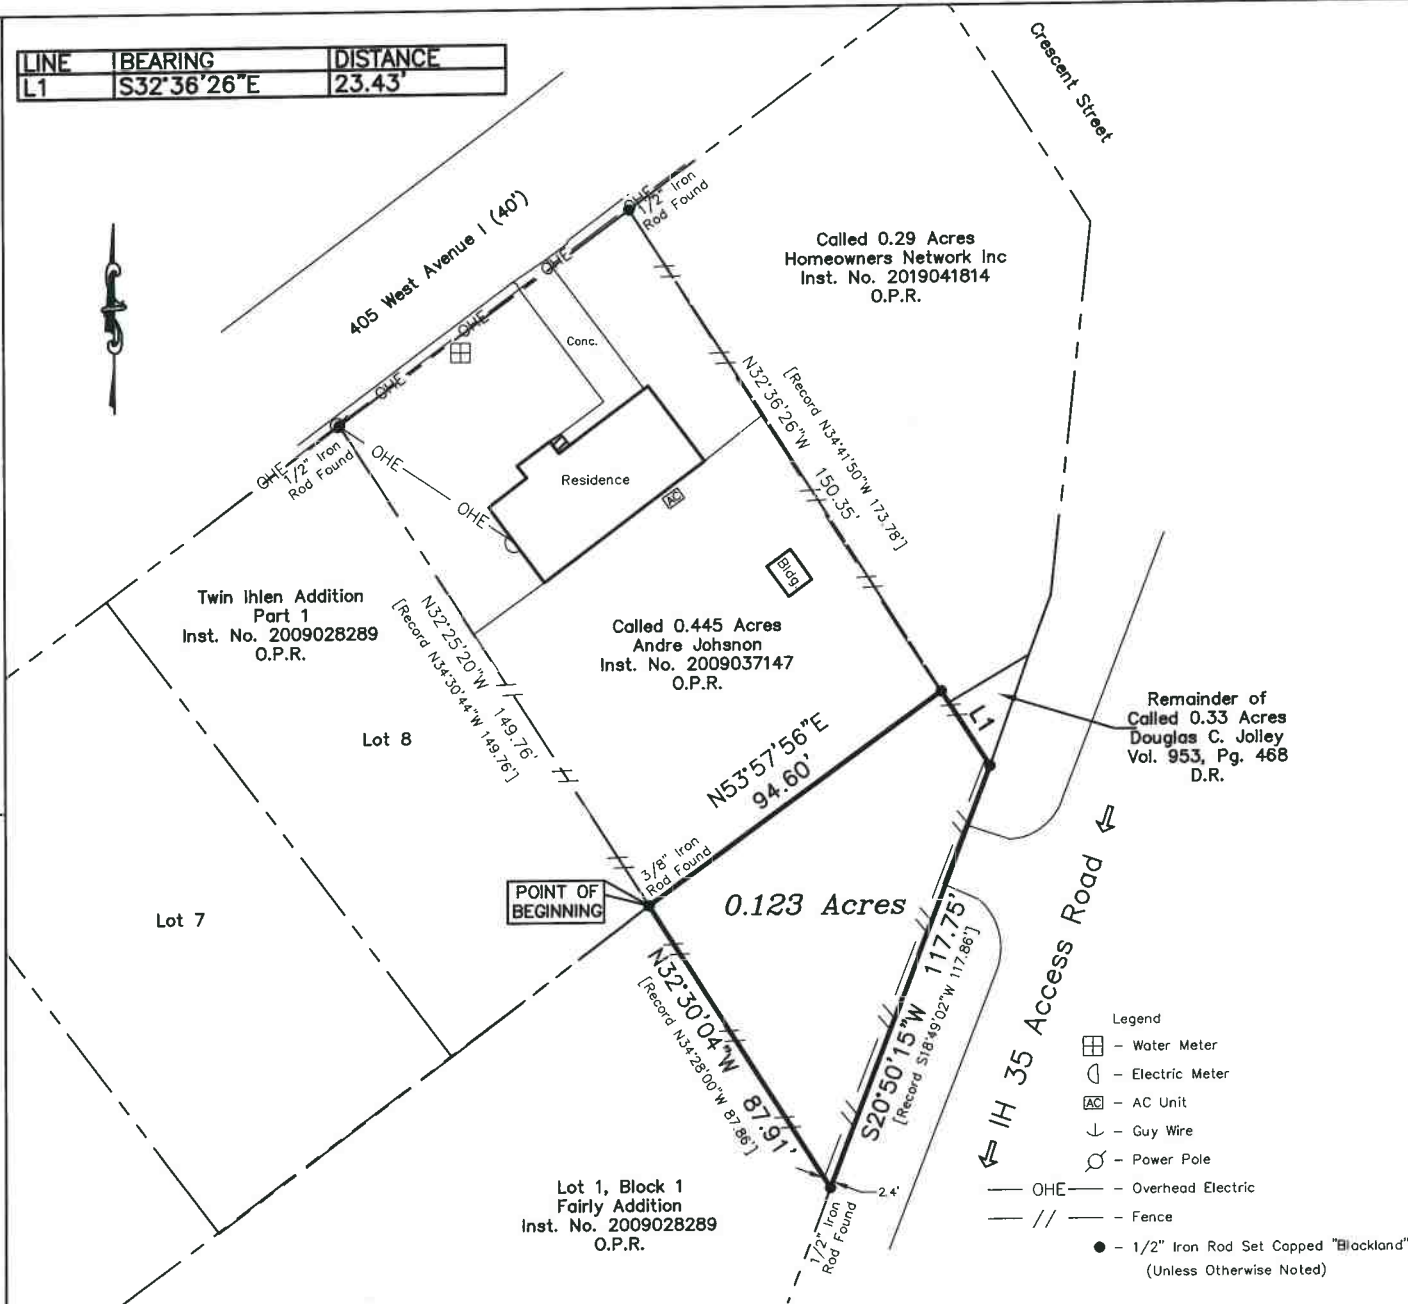 LINE BEARING DISTANCE
L1 S32°36'26"E 23.43'
Crescent Street
405 West Avenue I (40')
OHE
1/2" Iron
Rod Found
Called 0.29 Acres
Homeowners Network Inc
Inst. No. 2019041814
O.P.R.
OHE
OHE
Conc.
OHE
N32°36'26"W 150.35'
[Record N34°41'50"W 173.78']
OHE
1/2" Iron
Rod Found
OHE
OHE
Residence
AC
Bldg
Twin Ihlen Addition
Part 1
Inst. No. 2009028289
O.P.R.
N32°25'20"W 149.76'
[Record N34°30'44"W 149.76']
Called 0.445 Acres
Andre Johsnon
Inst. No. 2009037147
O.P.R.
L1
Remainder of
Called 0.33 Acres
Douglas C. Jolley
Vol. 953, Pg. 468
D.R.
Lot 8
N53°57'56"E
94.60'
3/8" Iron
Rod Found
POINT OF
BEGINNING
0.123 Acres
Lot 7
N32°30'04"W 87.91'
[Record N34°28'00"W 87.86']
S20°50'15"W 117.75'
[Record S18°49'02"W 117.86']
IH 35 Access Road
2.4'
1/2" Iron
Rod Found
Lot 1, Block 1
Fairly Addition
Inst. No. 2009028289
O.P.R.
Legend
- Water Meter
- Electric Meter
AC - AC Unit
- Guy Wire
- Power Pole
OHE - Overhead Electric
// - Fence
- 1/2" Iron Rod Set Capped "Blackland"
(Unless Otherwise Noted)